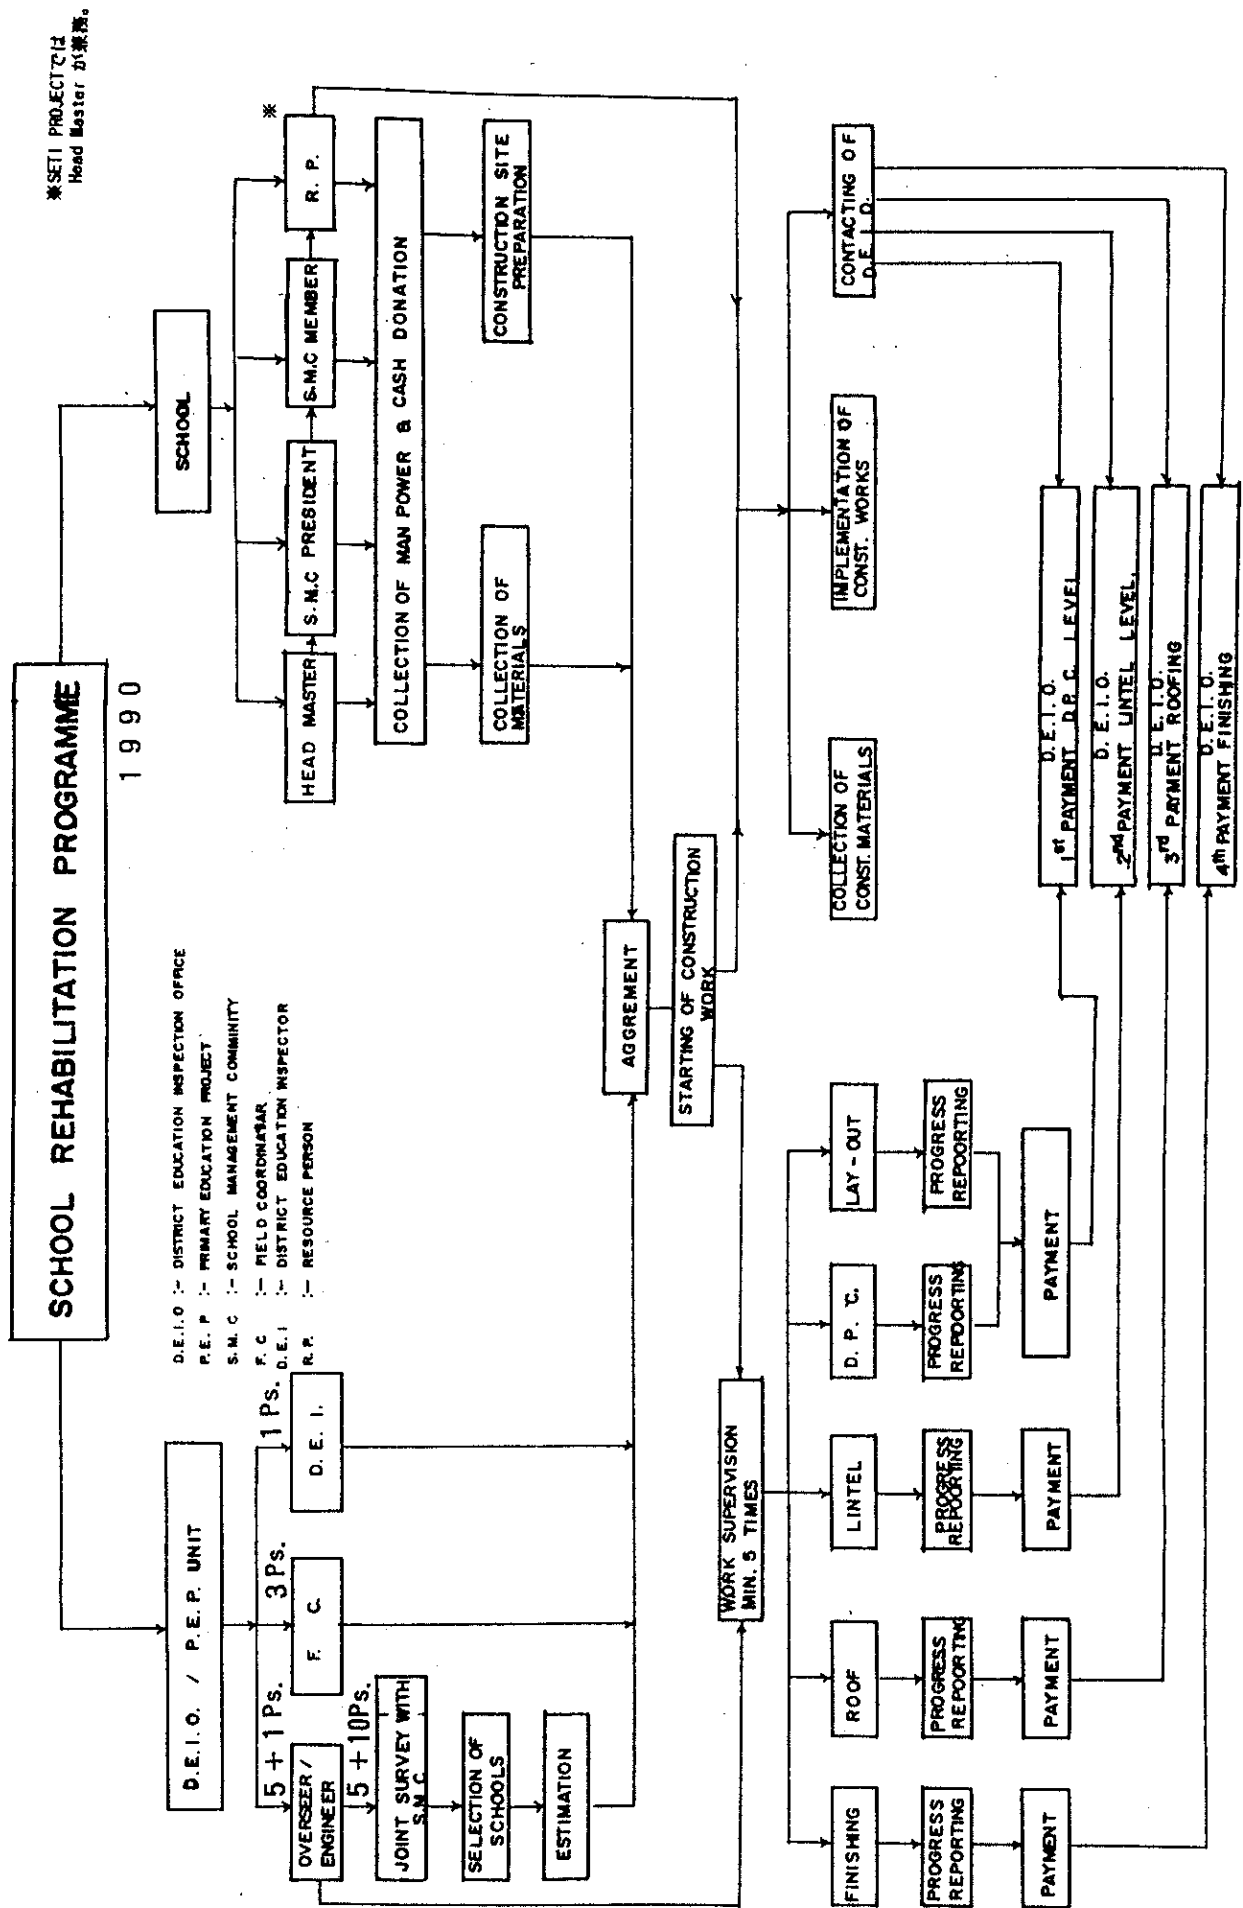 ※SETI PROJECTでは
Head Master が兼務。
SCHOOL REHABILITATION PROGRAMME
1990
D.E.I.O. / P.E.P. UNIT
SCHOOL
D.E.I.O :- DISTRICT EDUCATION INSPECTION OFFICE
P.E.P :- PRIMARY EDUCATION PROJECT
S.M.C :- SCHOOL MANAGEMENT COMMINITY
F.C :- FIELD COORDINATAR
D.E.I :- DISTRICT EDUCATION INSPECTOR
R.P. :- RESOURCE PERSON
5 + 1 Ps.
3 Ps.
1 Ps.
※
OVERSEER /
ENGINEER
F. C.
D. E. I.
HEAD MASTER
S. M.C PRESIDENT
S.M.C MEMBER
R. P.
5 + 10Ps.
JOINT SURVEY WITH
S.M.C
COLLECTION OF MAN POWER & CASH DONATION
SELECTION OF
SCHOOLS
COLLECTION OF
MATERIALS
CONSTRUCTION SITE
PREPARATION
ESTIMATION
AGGREMENT
STARTING OF CONSTRUCTION
WORK
WORK SUPERVISION
MIN. 5 TIMES
FINISHING
ROOF
LINTEL
D. P. C.
LAY-OUT
COLLECTION OF
CONST. MATERIALS
IMPLEMENTATION OF
CONST. WORKS
CONTACTING OF
D.E. I. O.
PROGRESS
REPOORTING
PROGRESS
REPOORTING
PROGRESS
REPOORTING
PROGRESS
REPOORTING
PROGRESS
REPOORTING
PAYMENT
PAYMENT
PAYMENT
PAYMENT
D. E. I. O.
1st PAYMENT D.P. C. LEVEL
D. E. I. O.
2nd PAYMENT LINTEL LEVEL.
D. E. I. O.
3rd PAYMENT ROOFING
D. E. I. O.
4th PAYMENT FINISHING